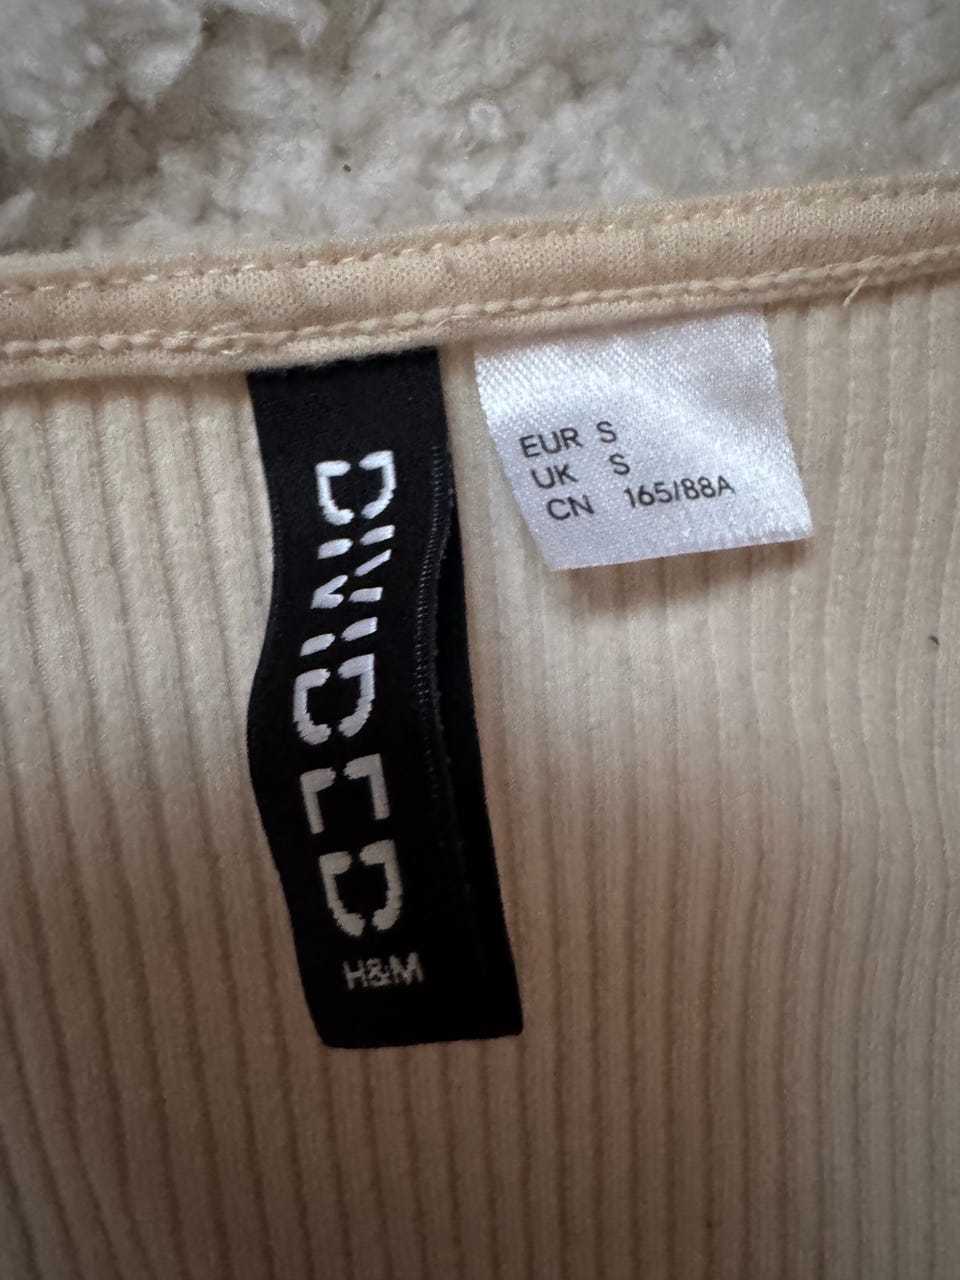 DIVIDED
H&M
EUR S
UK S
CN 165/88A